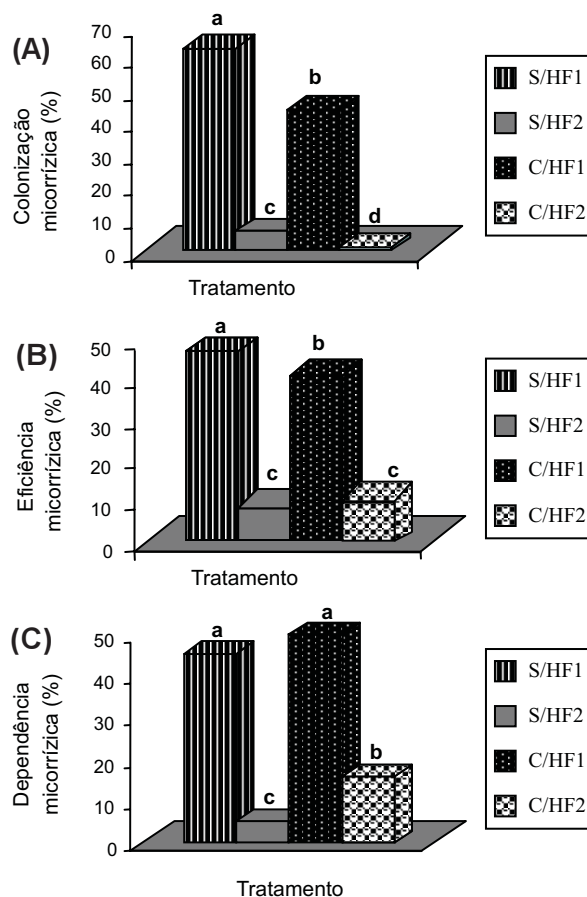 (A)
Colonização
micorrízica (%)
70
60
50
40
30
20
10
0
a
c
b
d
Tratamento
S/HF1
S/HF2
C/HF1
C/HF2
(B)
Eficiência
micorrízica (%)
50
40
30
20
10
0
a
c
b
c
Tratamento
S/HF1
S/HF2
C/HF1
C/HF2
(C)
Dependência
micorrízica (%)
50
40
30
20
10
0
a
c
a
b
Tratamento
S/HF1
S/HF2
C/HF1
C/HF2